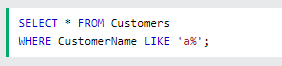 SELECT * FROM Customers
WHERE CustomerName LIKE 'a%';